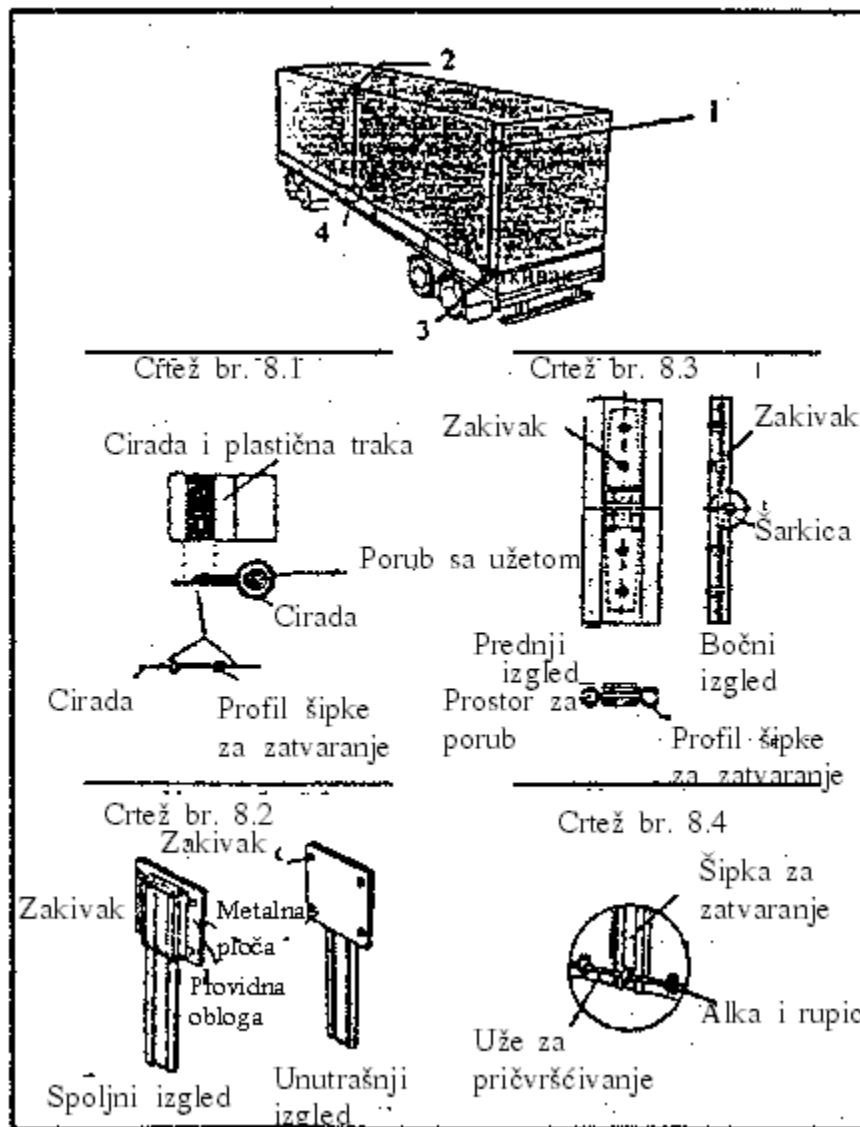 2
1
4
3
Crtež br. 8.1
Cirada i plastična traka
Porub sa užetom
Cirada
Cirada
Profil šipke
za zatvaranje
Crtež br. 8.3
Zakivak
Zakivak
Šarkica
Prednji
izgled
Bočni
izgled
Prostor za
porub
Profil šipke
za zatvaranje
Crtež br. 8.2
Zakivak
Zakivak
Metalna
ploča
Providna
obloga
Spoljni izgled
Unutrašnji
izgled
Crtež br. 8.4
Šipka za
zatvaranje
Alka i rupic
Uže za
pričvršćivanje